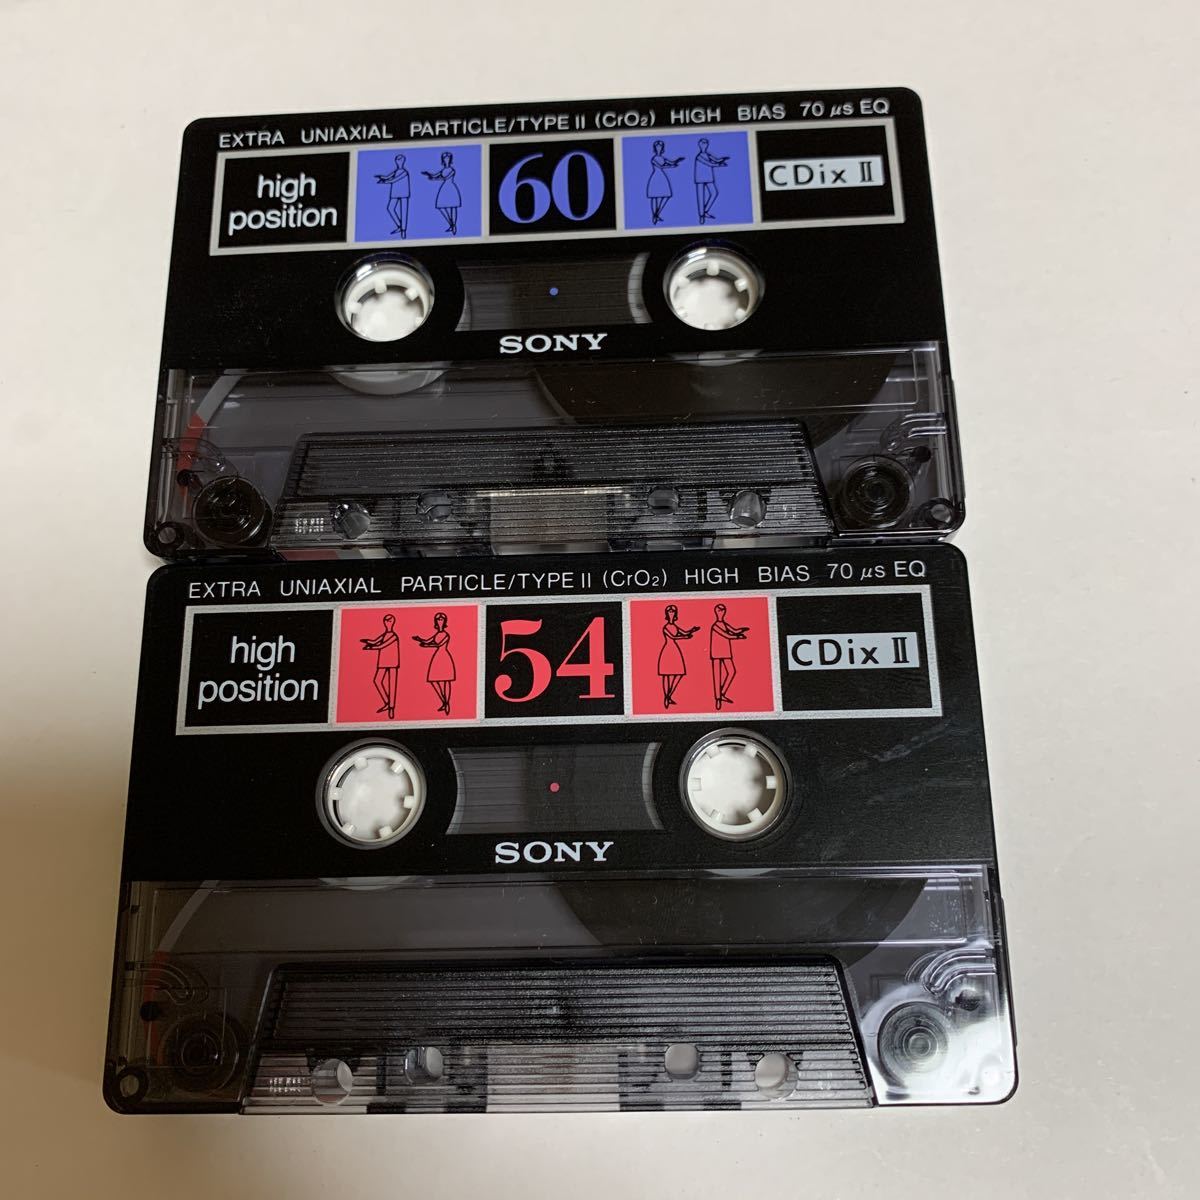 EXTRA UNIAXIAL PARTICLE/TYPE II (CrO₂) HIGH BIAS 70 µs EQ
high
position
60
CDix II
SONY
EXTRA UNIAXIAL PARTICLE/TYPE II (CrO₂) HIGH BIAS 70 µs EQ
high
position
54
CDix II
SONY